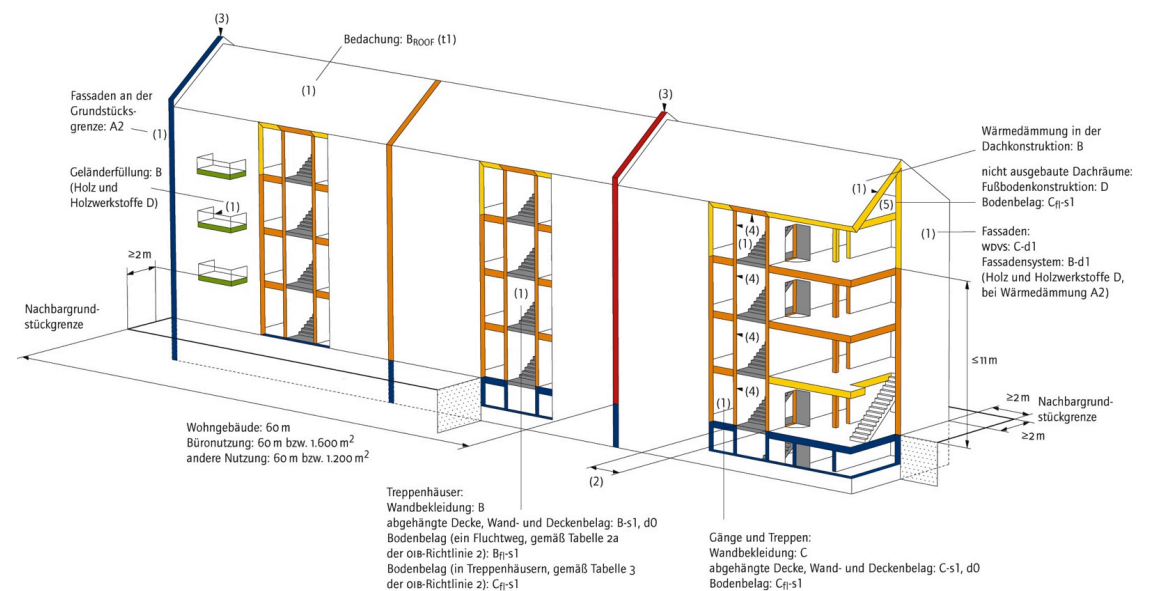 (3)
Bedachung: BROOF (t1)
(1)
Fassaden an der
Grundstücks-
grenze: A2
(1)
Geländerfüllung: B
(Holz und
Holzwerkstoffe D)
(1)
≥2m
Nachbargrund-
stückgrenze
(3)
Wärmedämmung in der
Dachkonstruktion: B
nicht ausgebaute Dachräume:
Fußbodenkonstruktion: D
Bodenbelag: Cfl-s1
(1)
(5)
(1)
Fassaden:
WDVS: C-d1
Fassadensystem: B-d1
(Holz und Holzwerkstoffe D,
bei Wärmedämmung A2)
(4)
(1)
(4)
(4)
(4)
(1)
(1)
≤11m
≥2m
Nachbargrund-
stückgrenze
≥2m
Wohngebäude: 60 m
Büronutzung: 60 m bzw. 1.600 m²
andere Nutzung: 60 m bzw. 1.200 m²
(2)
Treppenhäuser:
Wandbekleidung: B
abgehängte Decke, Wand- und Deckenbelag: B-s1, d0
Bodenbelag (ein Fluchtweg, gemäß Tabelle 2a
der OIB-Richtlinie 2): Bfl-s1
Bodenbelag (in Treppenhäusern, gemäß Tabelle 3
der OIB-Richtlinie 2): Cfl-s1
Gänge und Treppen:
Wandbekleidung: C
abgehängte Decke, Wand- und Deckenbelag: C-s1, d0
Bodenbelag: Cfl-s1